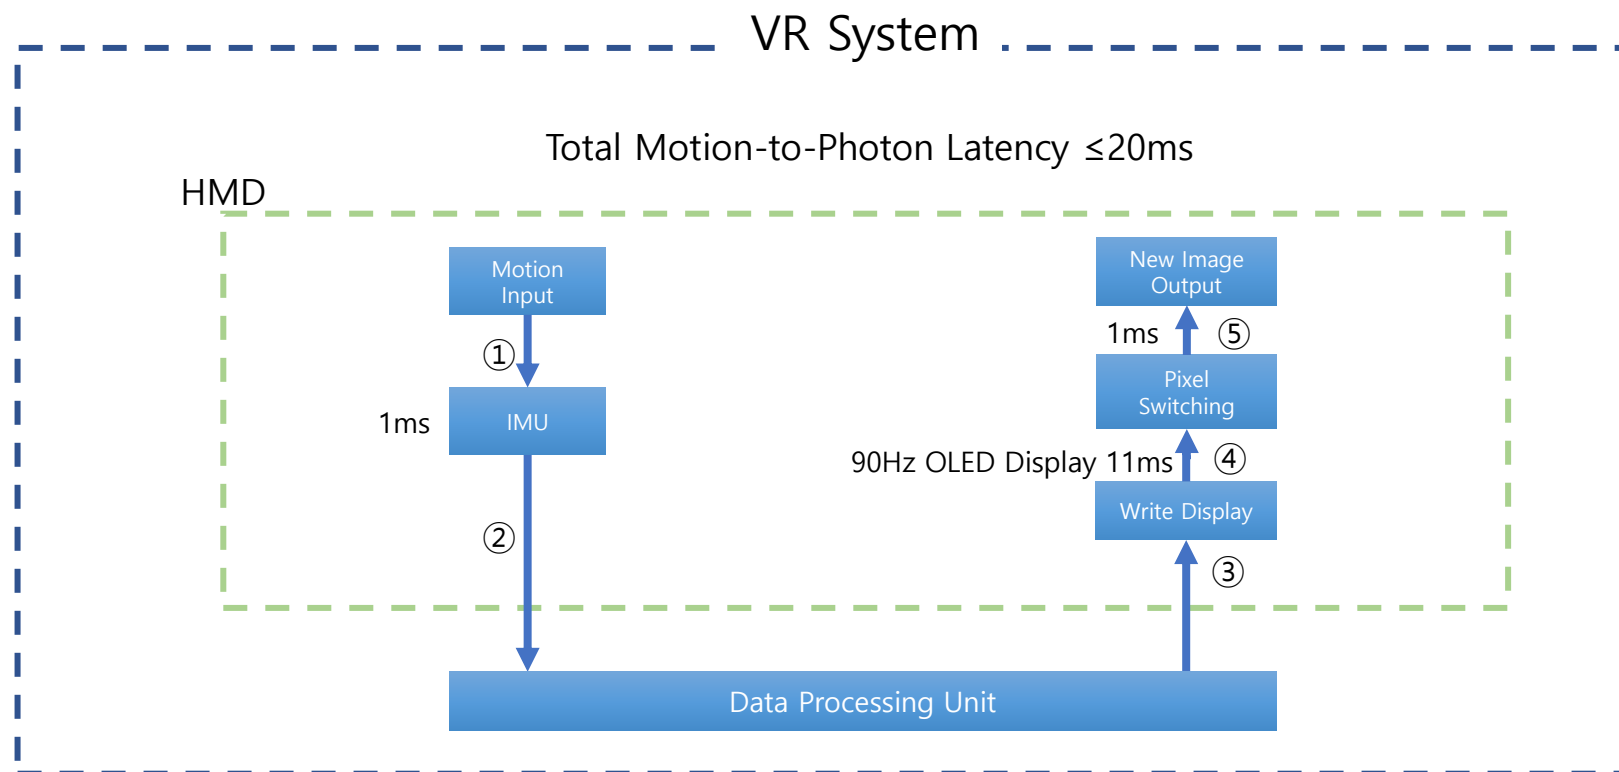 VR System
Total Motion-to-Photon Latency ≤20ms
HMD
Motion
Input
①
1ms
IMU
②
Data Processing Unit
③
Write Display
90Hz OLED Display 11ms
④
Pixel
Switching
1ms
⑤
New Image
Output